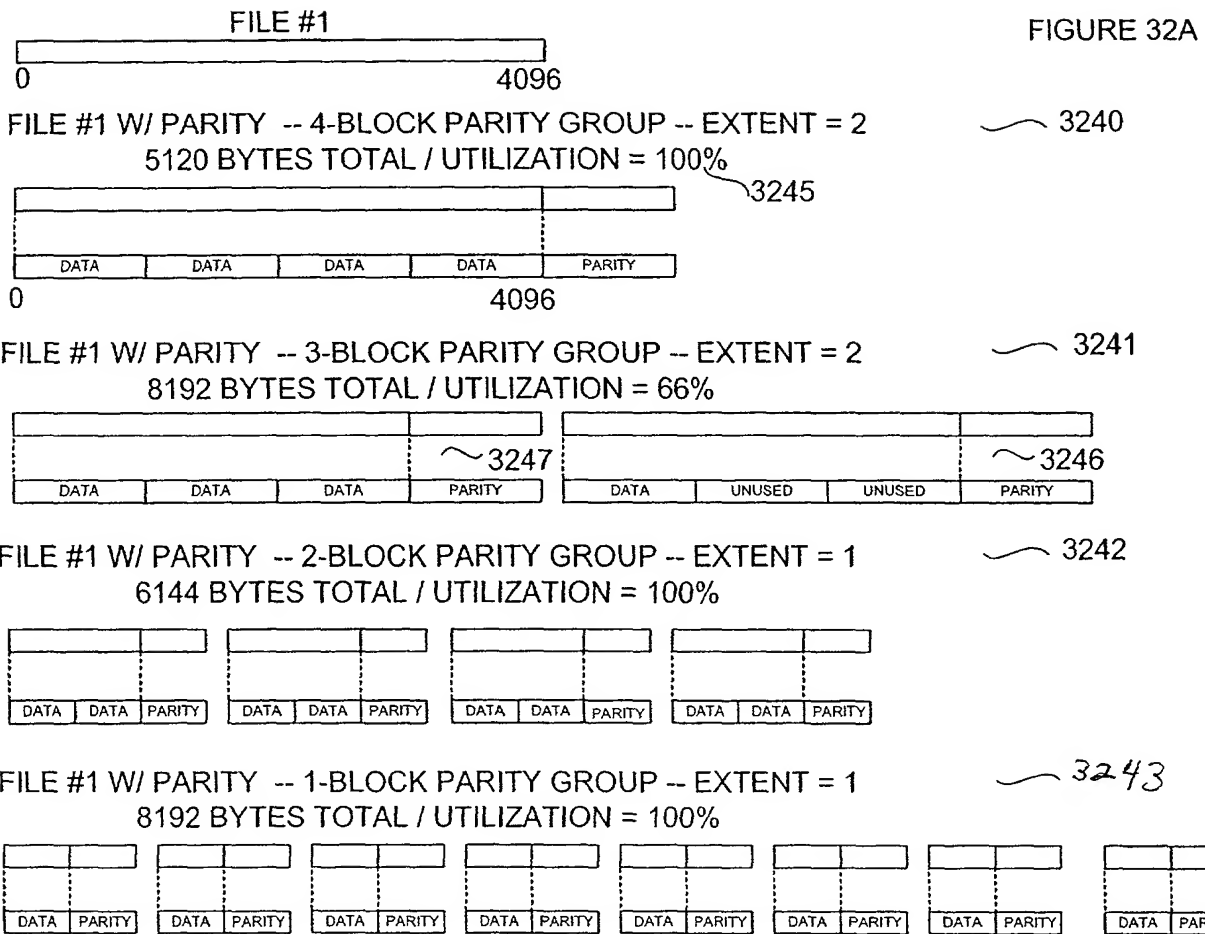 FILE #1
FIGURE 32A
0 4096
FILE #1 W/ PARITY -- 4-BLOCK PARITY GROUP -- EXTENT = 2 3240
5120 BYTES TOTAL / UTILIZATION = 100%
3245
DATA DATA DATA DATA PARITY
0 4096
FILE #1 W/ PARITY -- 3-BLOCK PARITY GROUP -- EXTENT = 2 3241
8192 BYTES TOTAL / UTILIZATION = 66%
3247 3246
DATA DATA DATA PARITY DATA UNUSED UNUSED PARITY
FILE #1 W/ PARITY -- 2-BLOCK PARITY GROUP -- EXTENT = 1 3242
6144 BYTES TOTAL / UTILIZATION = 100%
DATA DATA PARITY DATA DATA PARITY DATA DATA PARITY DATA DATA PARITY
FILE #1 W/ PARITY -- 1-BLOCK PARITY GROUP -- EXTENT = 1 3243
8192 BYTES TOTAL / UTILIZATION = 100%
DATA PARITY DATA PARITY DATA PARITY DATA PARITY DATA PARITY DATA PARITY DATA PARITY DATA PAR